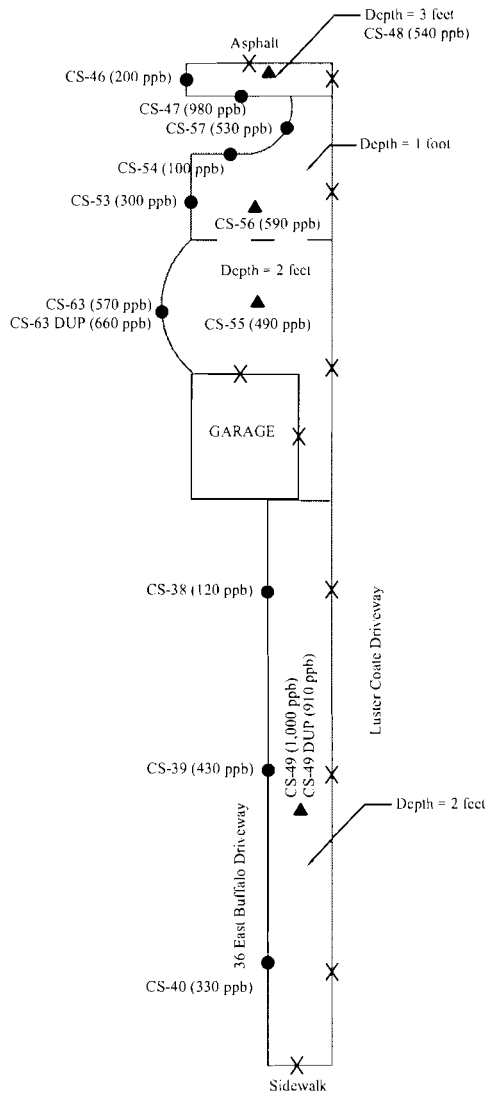 Depth = 3 feet
CS-48 (540 ppb)
Asphalt
CS-46 (200 ppb)
CS-47 (980 ppb)
CS-57 (530 ppb)
Depth = 1 foot
CS-54 (100 ppb)
CS-53 (300 ppb)
CS-56 (590 ppb)
Depth = 2 feet
CS-63 (570 ppb)
CS-63 DUP (660 ppb)
CS-55 (490 ppb)
GARAGE
CS-38 (120 ppb)
Luster Coate Driveway
CS-49 (1,000 ppb)
CS-49 DUP (910 ppb)
CS-39 (430 ppb)
Depth = 2 feet
36 East Buffalo Driveway
CS-40 (330 ppb)
Sidewalk